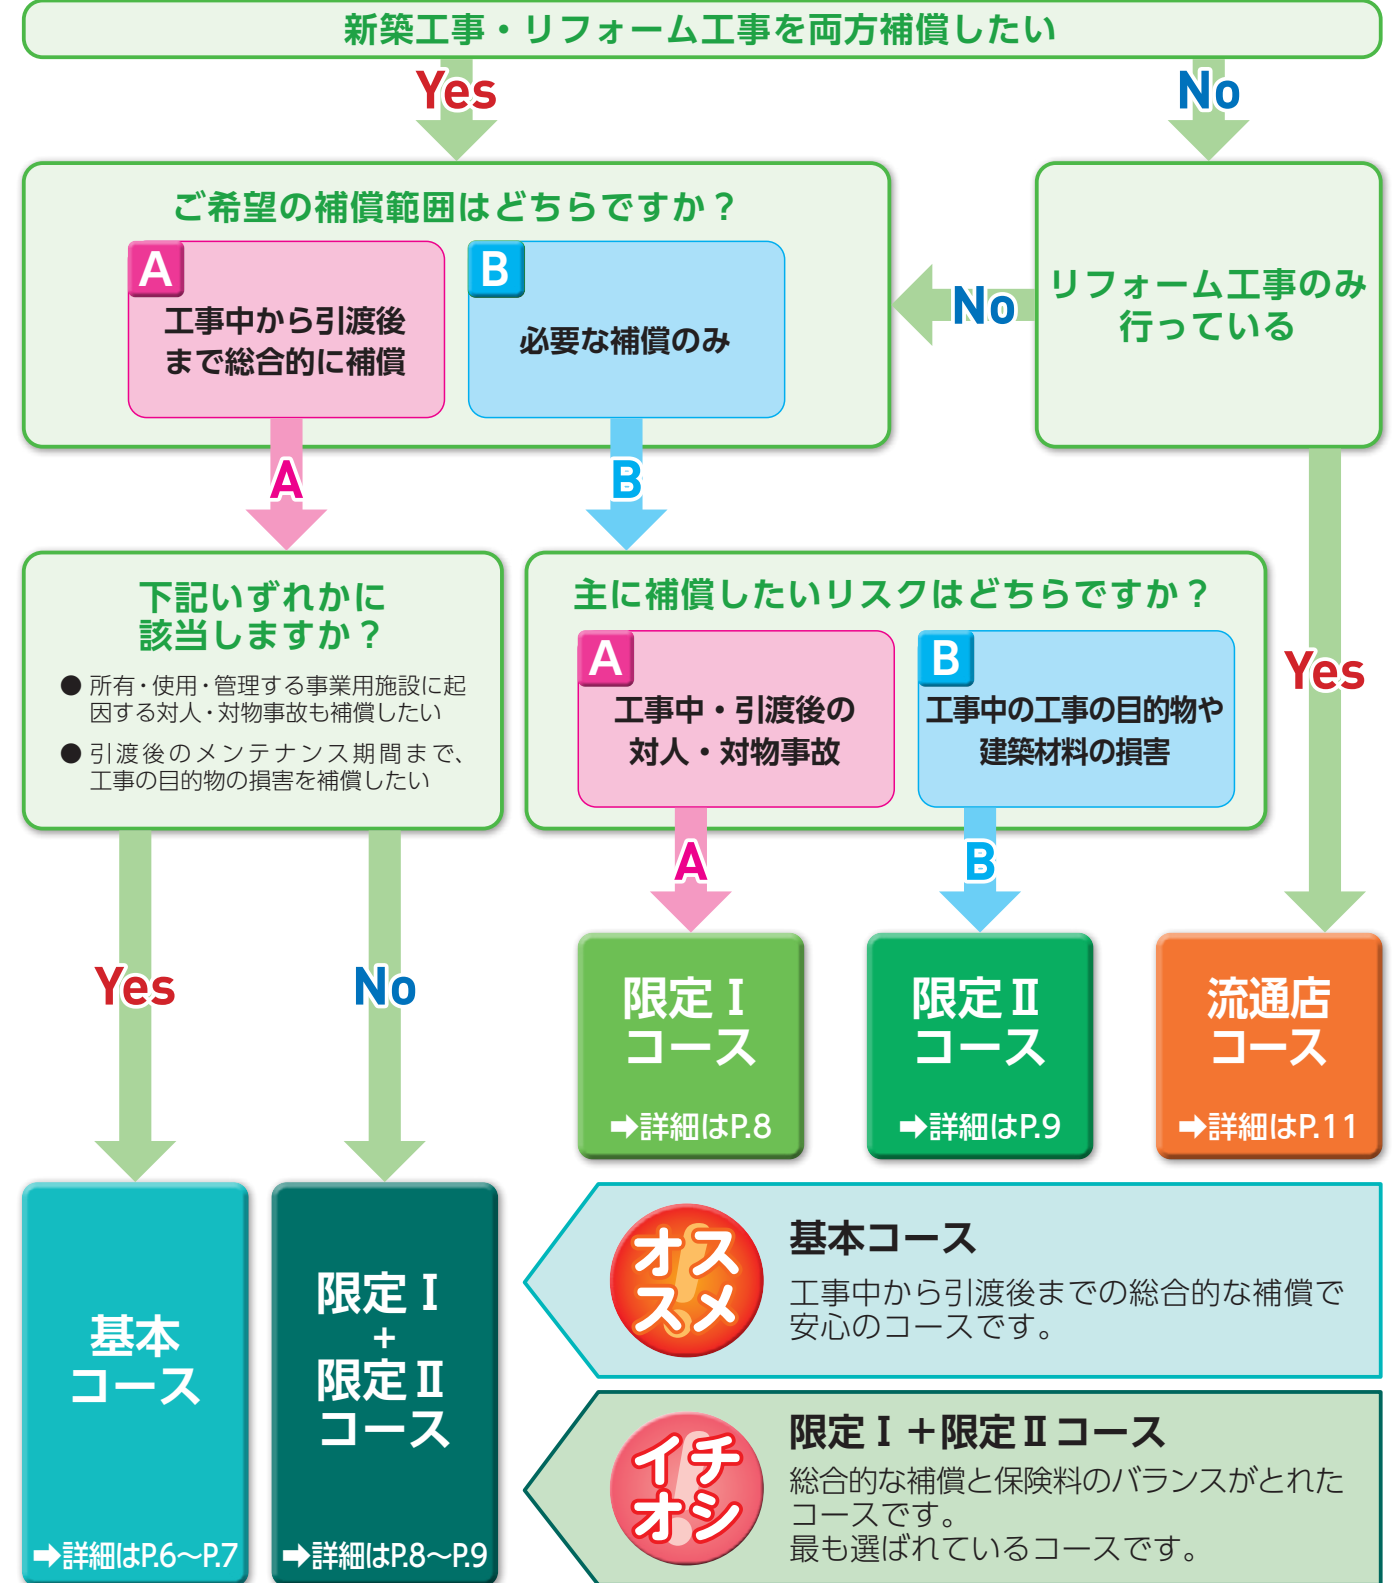 新築工事・リフォーム工事を両方補償したい
Yes
No
ご希望の補償範囲はどちらですか？
A
工事中から引渡後
まで総合的に補償
B
必要な補償のみ
No
リフォーム工事のみ
行っている
A
B
下記いずれかに
該当しますか？
● 所有・使用・管理する事業用施設に起
因する対人・対物事故も補償したい
● 引渡後のメンテナンス期間まで、
工事の目的物の損害を補償したい
主に補償したいリスクはどちらですか？
A
工事中・引渡後の
対人・対物事故
B
工事中の工事の目的物や
建築材料の損害
Yes
A
B
Yes
No
限定Ⅰ
コース
➡詳細はP.8
限定Ⅱ
コース
➡詳細はP.9
流通店
コース
➡詳細はP.11
基本
コース
➡詳細はP.6～P.7
限定Ⅰ
+
限定Ⅱ
コース
➡詳細はP.8～P.9
オス
スメ
基本コース
工事中から引渡後までの総合的な補償で
安心のコースです。
イチ
オシ
限定Ⅰ＋限定Ⅱコース
総合的な補償と保険料のバランスがとれた
コースです。
最も選ばれているコースです。